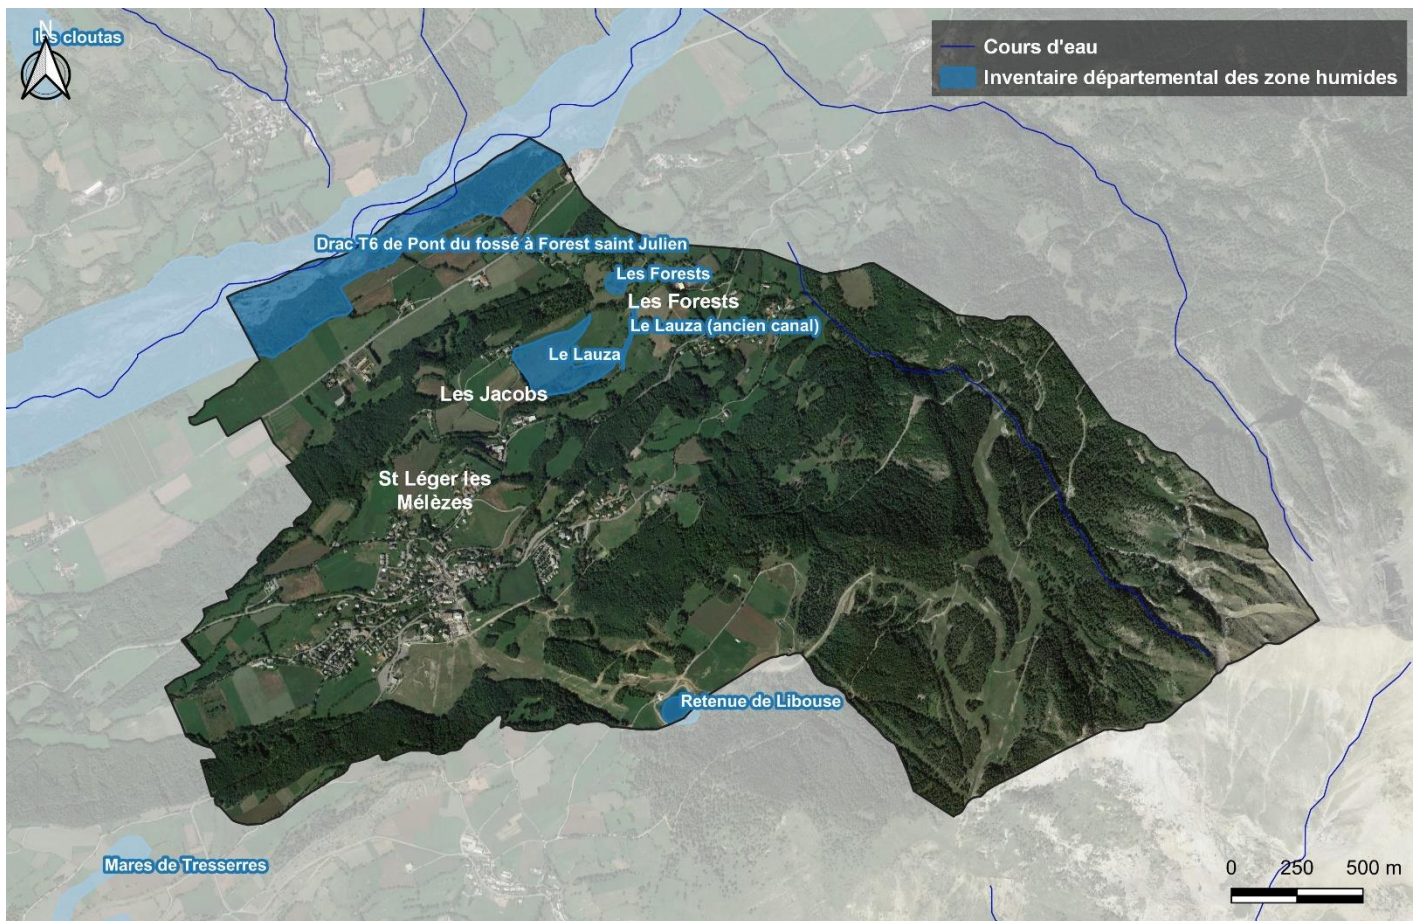 N
les cloutas
Cours d'eau
Inventaire départemental des zone humides
Drac T6 de Pont du fossé à Forest saint Julien
Les Forests
Les Forests
Le Lauza (ancien canal)
Le Lauza
Les Jacobs
St Léger les
Mélèzes
Retenue de Libouse
Mares de Tresserres
0 250 500 m